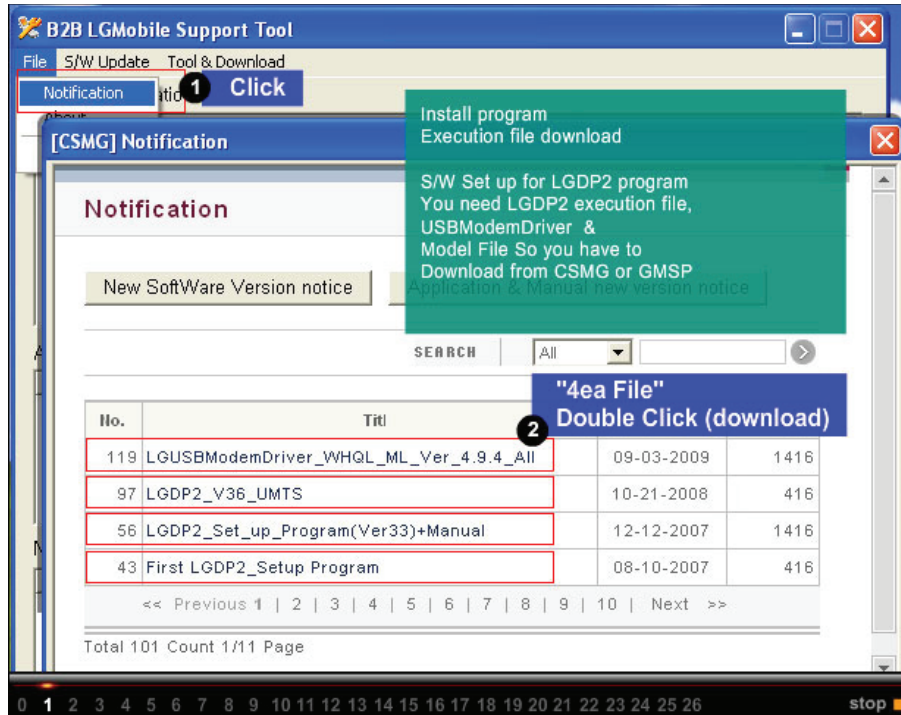 B2B LGMobile Support Tool
File S/W Update Tool & Download
Notification
1 Click
About
[CSMG] Notification
Install program
Execution file download
S/W Set up for LGDP2 program
You need LGDP2 execution file,
USBModemDriver &
Model File So you have to
Download from CSMG or GMSP
Notification
New SoftWare Version notice
Application & Manual new version notice
SEARCH All
"4ea File"
2 Double Click (download)
No. Titl
119 LGUSBModemDriver_WHQL_ML_Ver_4.9.4_All 09-03-2009 1416
97 LGDP2_V36_UMTS 10-21-2008 416
56 LGDP2_Set_up_Program(Ver33)+Manual 12-12-2007 1416
43 First LGDP2_Setup Program 08-10-2007 416
<< Previous 1 | 2 | 3 | 4 | 5 | 6 | 7 | 8 | 9 | 10 | Next >>
Total 101 Count 1/11 Page
0 1 2 3 4 5 6 7 8 9 10 11 12 13 14 15 16 17 18 19 20 21 22 23 24 25 26 stop